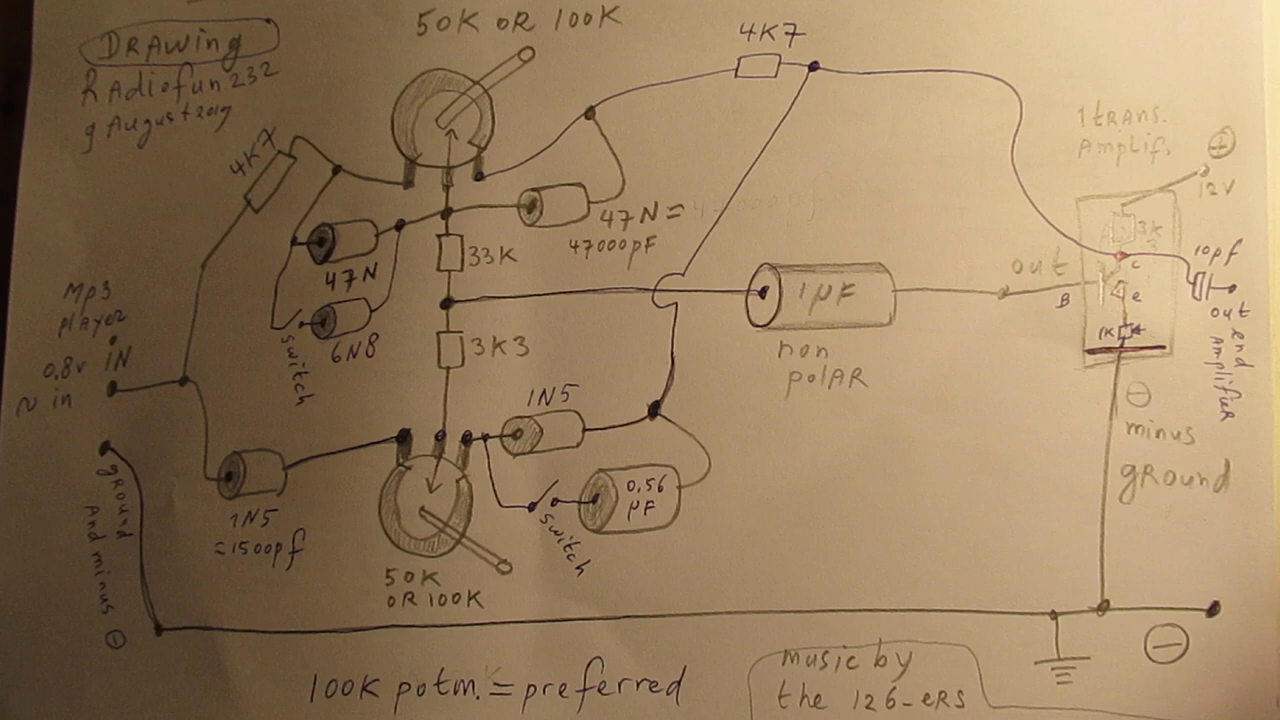 DRAWING
RAdiofun232
9 August 2019
50K OR 100K
4K7
4K7
1 tRANS.
Amplif.
⊕
12V
3K
47N =
47000pF
33K
47N
6N8
switch
Mp3
player
0.8v IN
~ in
1µF
non
polAR
out
B
c
e
1K
10pf
out
end
Amplifier
3K3
1N5
0,56
µF
switch
1N5
=1500pf
50K
OR 100K
gRound
And minus ⊖
⊖
minus
gRound
⊖
100K potm. = preferred
music by
the 126-eRS